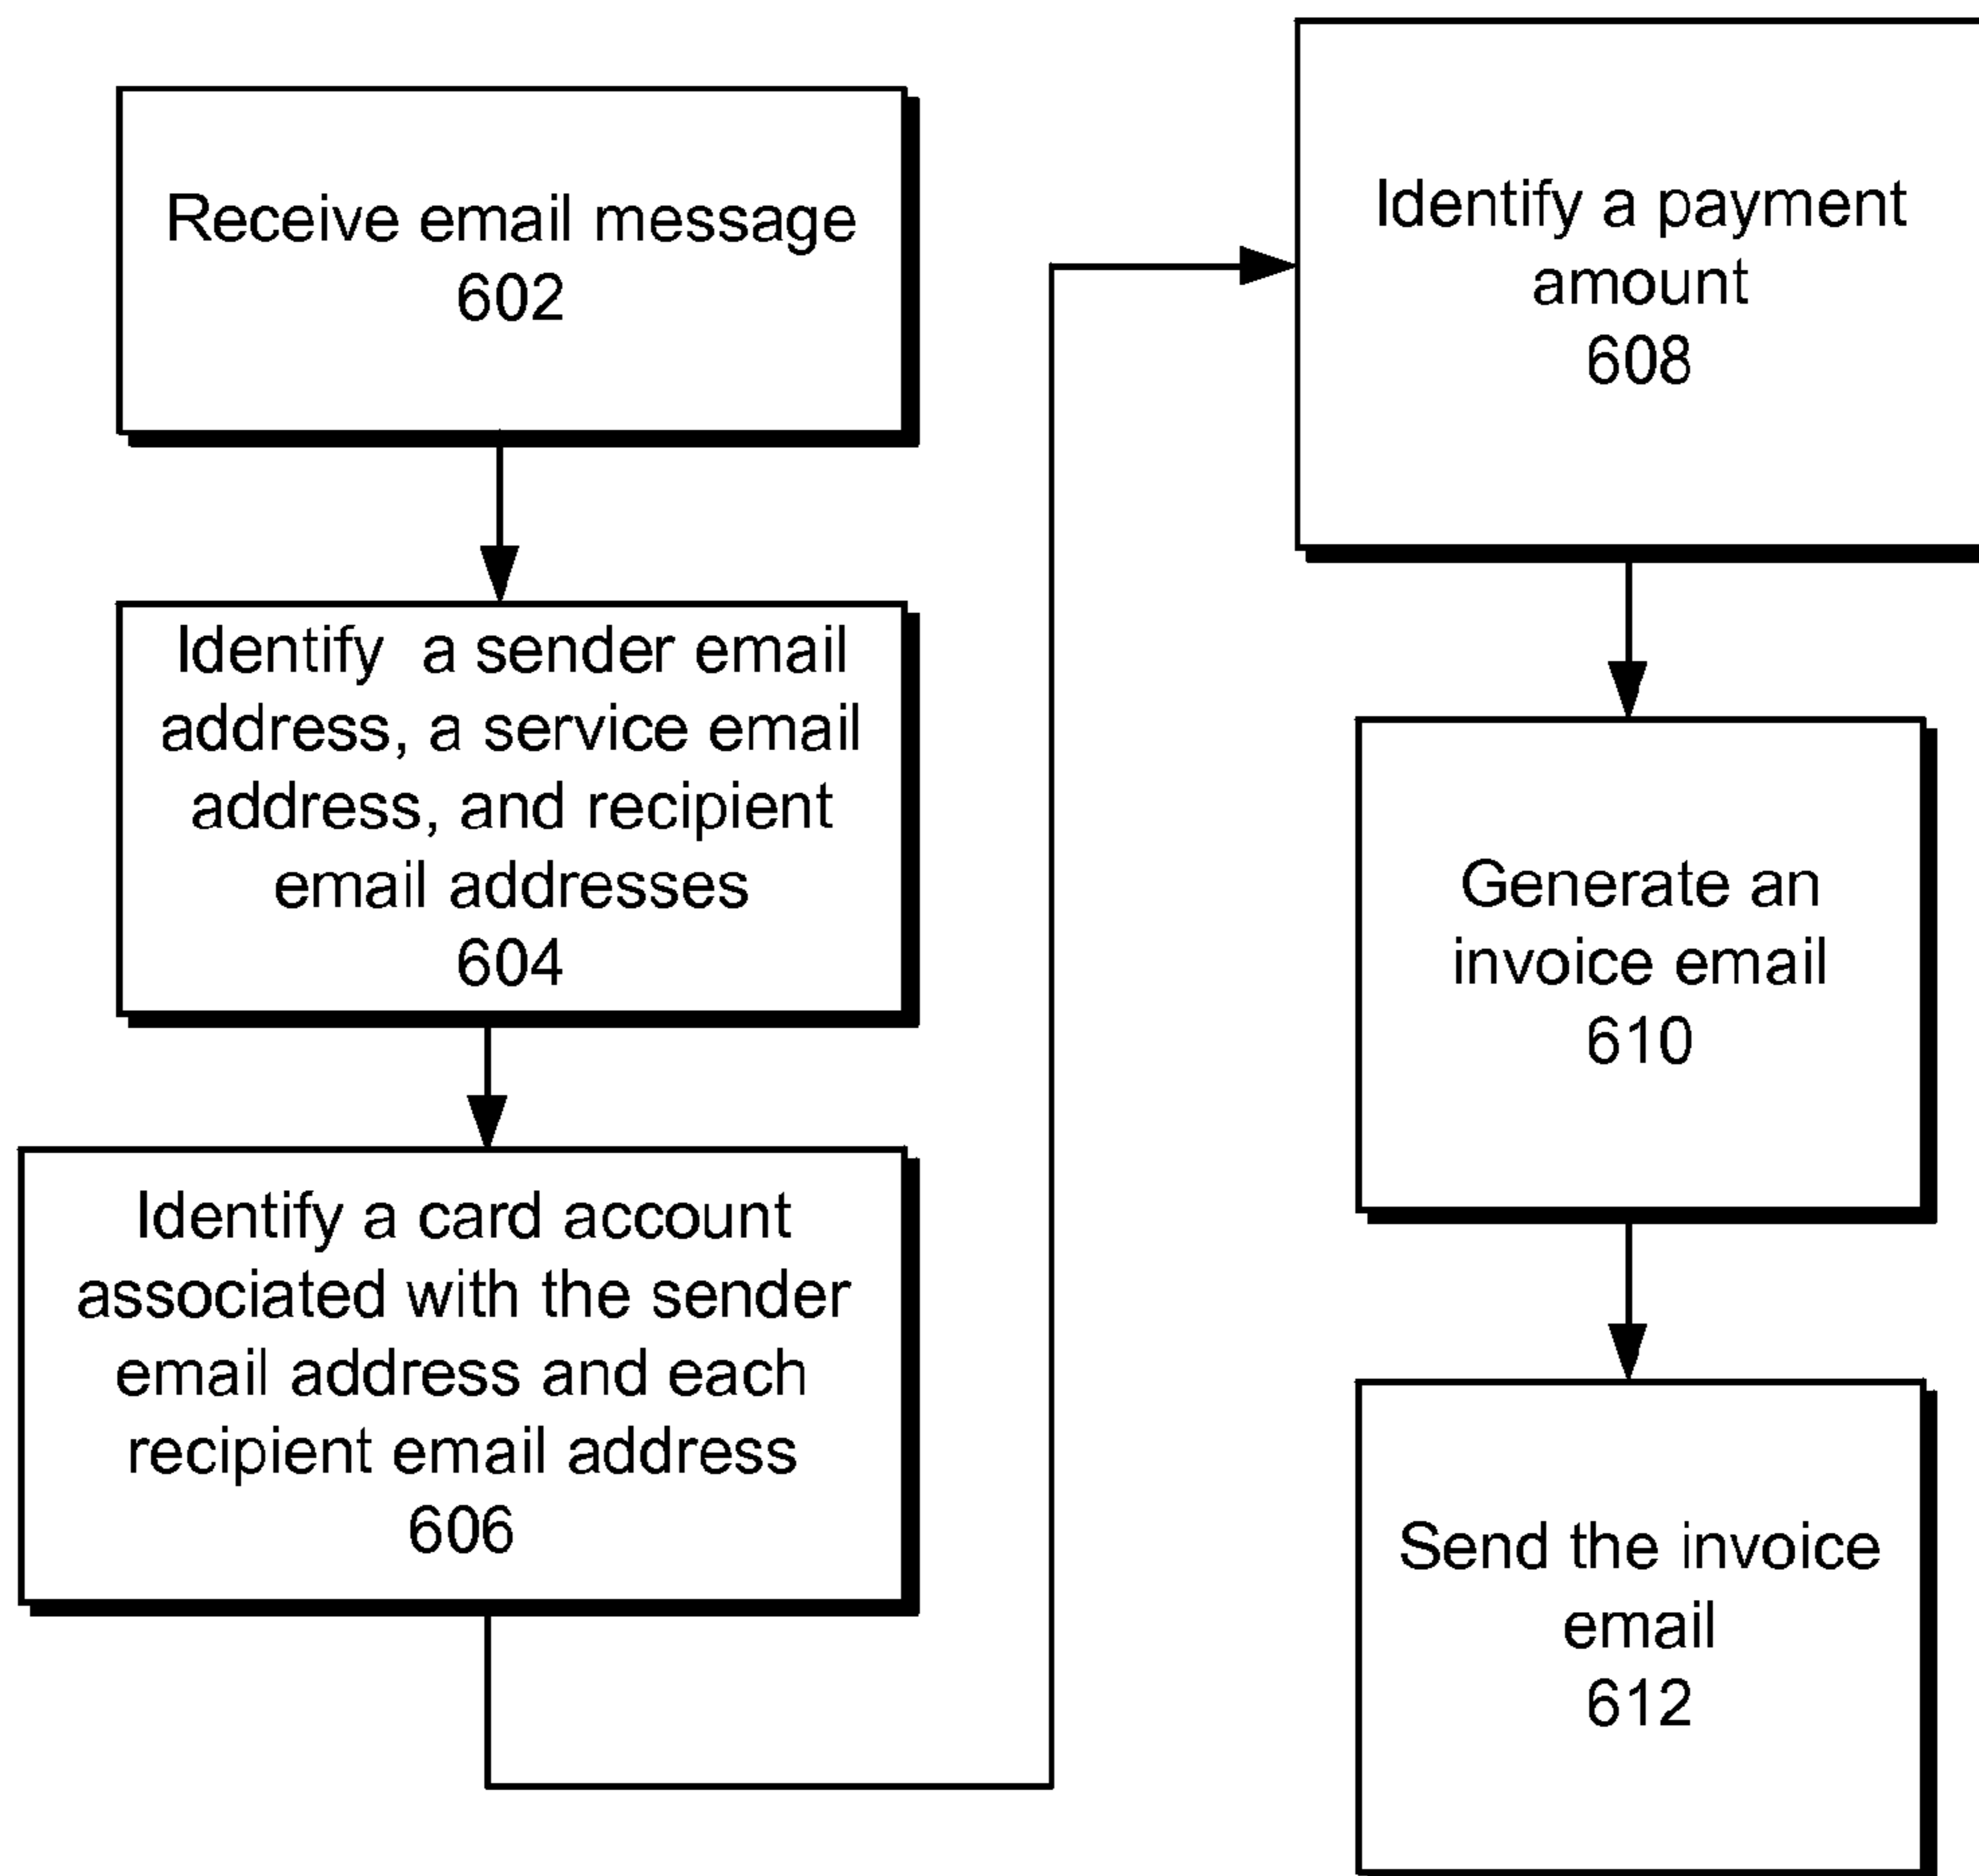 Receive email message
602
Identify a sender email
address, a service email
address, and recipient
email addresses
604
Identify a card account
associated with the sender
email address and each
recipient email address
606
Identify a payment
amount
608
Generate an
invoice email
610
Send the invoice
email
612